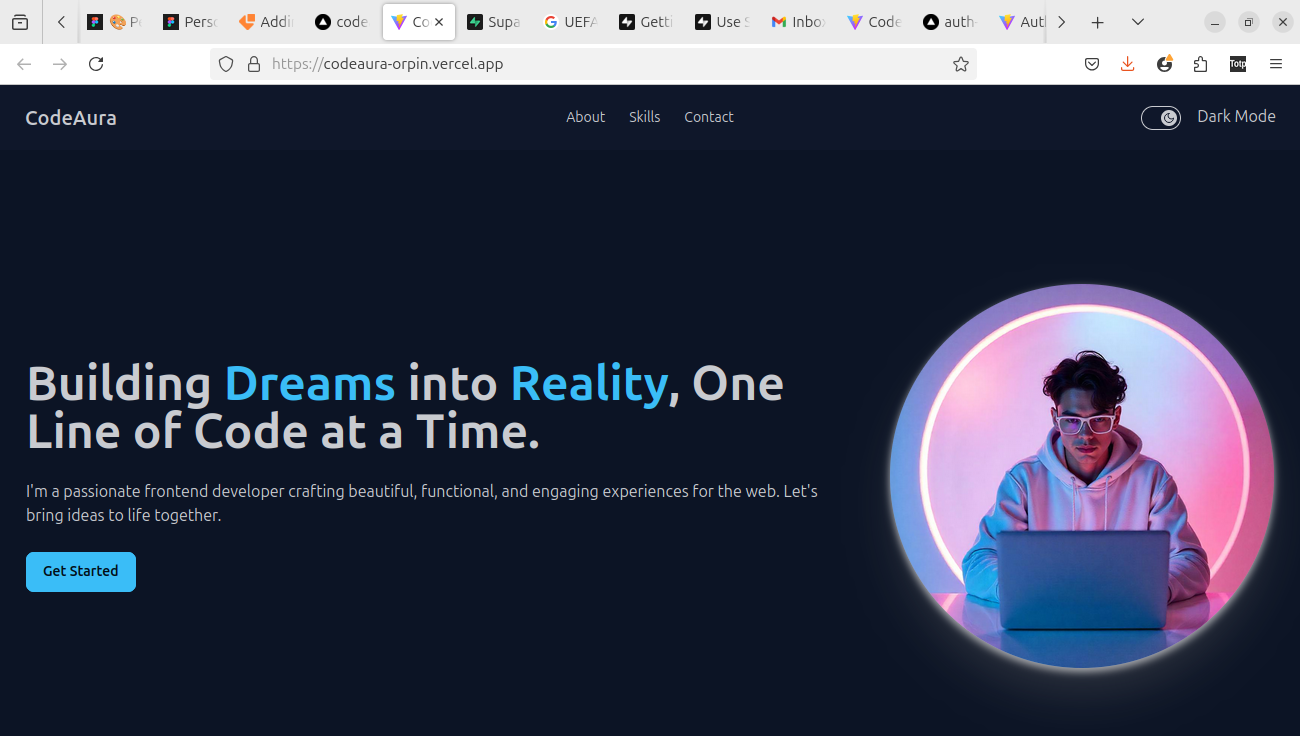 Perso
Addi
code
Co
Supa
UEFA
Getti
Use S
Inbox
Code
auth-
Aut
https://codeaura-orpin.vercel.app
Totp
CodeAura
About
Skills
Contact
Dark Mode
Building Dreams into Reality, One
Line of Code at a Time.
I'm a passionate frontend developer crafting beautiful, functional, and engaging experiences for the web. Let's
bring ideas to life together.
Get Started